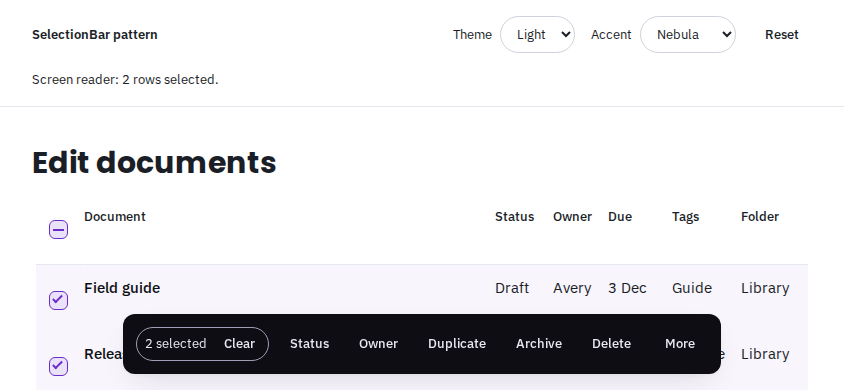 SelectionBar pattern
Theme Light Accent Nebula Reset
Screen reader: 2 rows selected.
Edit documents
Document Status Owner Due Tags Folder
Field guide Draft Avery 3 Dec Guide Library
2 selected Clear Status Owner Duplicate Archive Delete More
Library